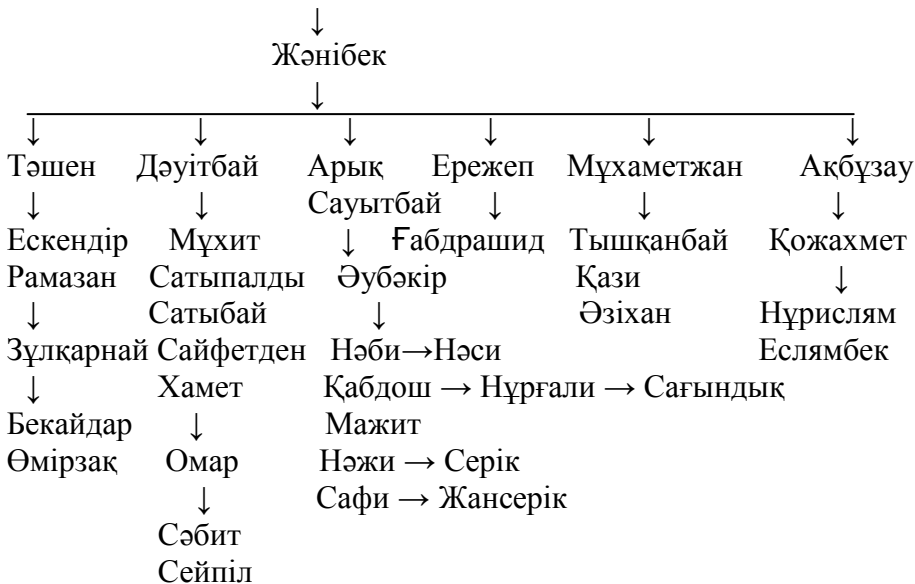 ↓
Жәнібек
↓
↓ ↓ ↓ ↓ ↓ ↓
Тәшен Дәуітбай Арық Ережеп Мұхаметжан Ақбұзау
↓ ↓ Сауытбай ↓ ↓ ↓
Ескендір Мұхит ↓ Ғабдрашид Тышқанбай Қожахмет
Рамазан Сатыпалды Әубәкір Қази ↓
↓ Сатыбай ↓ Әзіхан Нұрислям
Зұлқарнай Сайфетден Нәби→Нәси Еслямбек
↓ Хамет Қабдош → Нұрғали → Сағындық
Бекайдар ↓ Мажит
Өмірзақ Омар Нәжи → Серік
↓ Сафи → Жансерік
Сәбит
Сейпіл